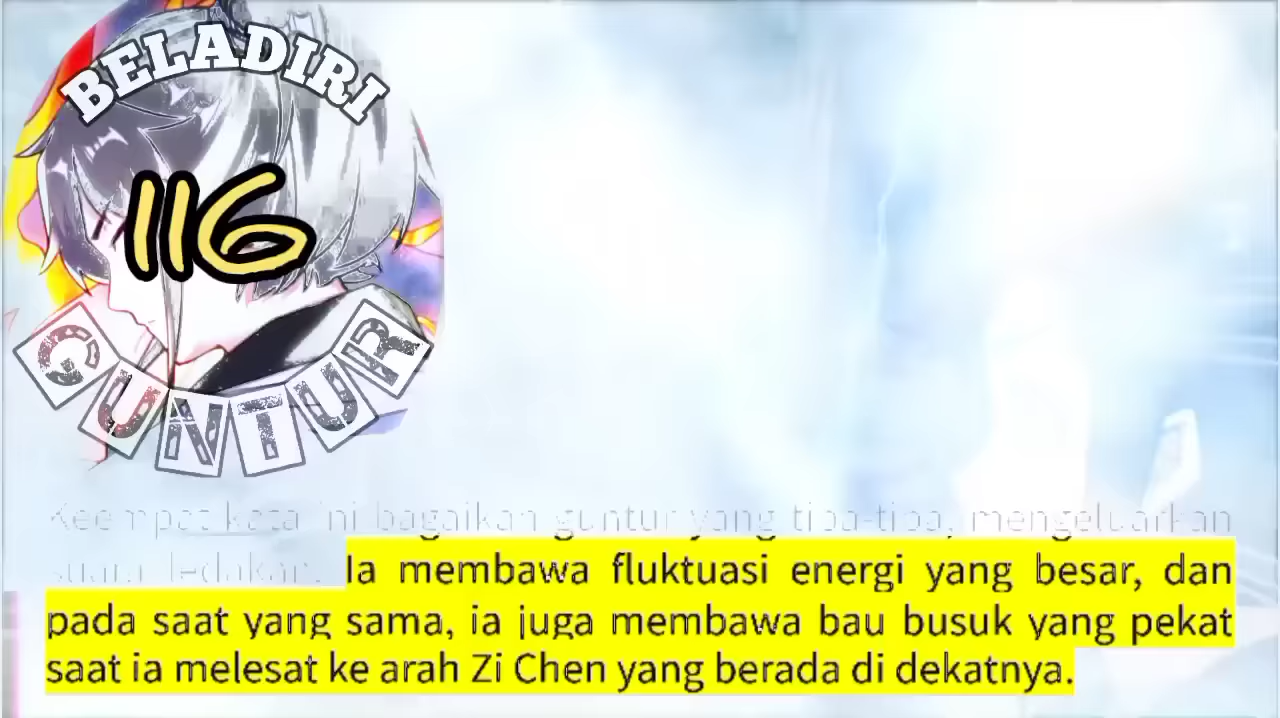 BELADIRI
116
GUNTUR
Keempat kata ini bagaikan guntur yang tiba-tiba, mengeluarkan
suara ledakan. Ia membawa fluktuasi energi yang besar, dan
pada saat yang sama, ia juga membawa bau busuk yang pekat
saat ia melesat ke arah Zi Chen yang berada di dekatnya.